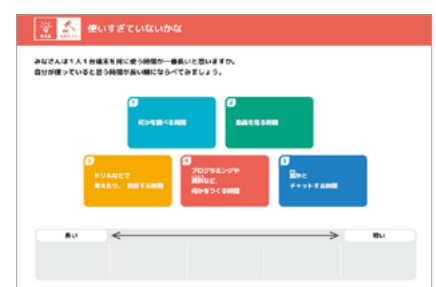 使いすぎていないかな
みなさんは1人1台端末を何に使う時間が一番長いと思いますか。
自分が使っていると思う時間が長い順にならべてみましょう。
1
何かを調べる時間
2
動画を見る時間
3
ドリルなどで
考えたり、 する時間
4
プログラミングや
資料など、
何かをつくる時間
5
誰かと
チャットする時間
長い
短い